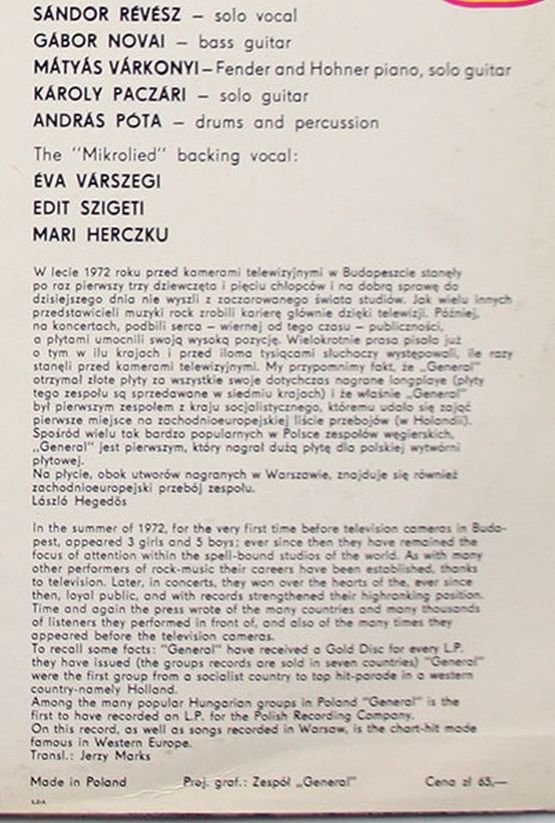 SÁNDOR RÉVÉSZ – solo vocal
GÁBOR NOVAI – bass guitar
MÁTYÁS VÁRKONYI – Fender and Hohner piano, solo guitar
KÁROLY PACZÁRI – solo guitar
ANDRÁS PÓTA – drums and percussion
The "Mikrolied" backing vocal:
ÉVA VÁRSZEGI
EDIT SZIGETI
MARI HERCZKU
W lecie 1972 roku przed kamerami telewizyjnymi w Budapeszcie stanęły
po raz pierwszy trzy dziewczęta i pięciu chłopców i na dobrą sprawę do
dzisiejszego dnia nie wyszli z zaczarowanego świata studiów. Jak wielu innych
przedstawicieli muzyki rock zrobili karierę głównie dzięki telewizji. Później,
na koncertach, podbili serca – wiernej od tego czasu – publiczności,
a płytami umocnili swoją wysoką pozycję. Wielokrotnie prasa pisała już
o tym w ilu krajach i przed iloma tysiącami słuchaczy występowali, ile razy
stanęli przed kamerami telewizyjnymi. My przypomnimy fakt, że „General"
otrzymał złote płyty za wszystkie swoje dotychczas nagrane longplaye (płyty
tego zespołu są sprzedawane w siedmiu krajach) i że właśnie „General"
był pierwszym zespołem z kraju socjalistycznego, któremu udało się zająć
pierwsze miejsce na zachodnioeuropejskiej liście przebojów (w Holandii).
Spośród wielu tak bardzo popularnych w Polsce zespołów węgierskich,
„General" jest pierwszym, który nagrał dużą płytę dla polskiej wytwórni
płytowej.
Na płycie, obok utworów nagranych w Warszawie, znajduje się również
zachodnioeuropejski przebój zespołu.
László Hegedös
In the summer of 1972, for the very first time before television cameras in Buda-
pest, appeared 3 girls and 5 boys; ever since then they have remained the
focus of attention within the spell-bound studios of the world. As with many
other performers of rock-music their careers have been established, thanks
to television. Later, in concerts, they won over the hearts of the, ever since
then, loyal public, and with records strengthened their highranking position.
Time and again the press wrote of the many countries and many thousands
of listeners they performed in front of, and also of the many times they
appeared before the television cameras.
To recall some facts: "General" have received a Gold Disc for every L.P.
they have issued (the groups records are sold in seven countries) "General"
were the first group from a socialist country to top hit-parade in a western
country-namely Holland.
Among the many popular Hungarian groups in Poland "General" is the
first to have recorded an L.P. for the Polish Recording Company.
On this record, as well as songs recorded in Warsaw, is the chart-hit made
famous in Western Europe.
Transl.: Jerzy Marks
Made in Poland Proj. graf.: Zespół „General" Cena zł 65,—